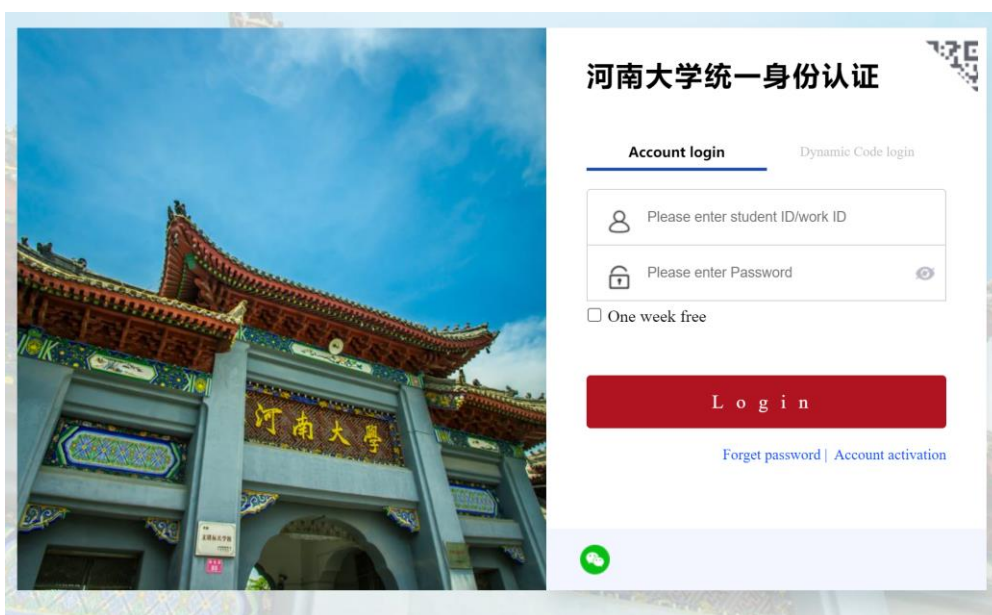 河南大学统一身份认证
Account login
Dynamic Code login
Please enter student ID/work ID
Please enter Password
One week free
Login
Forget password | Account activation
河南大學